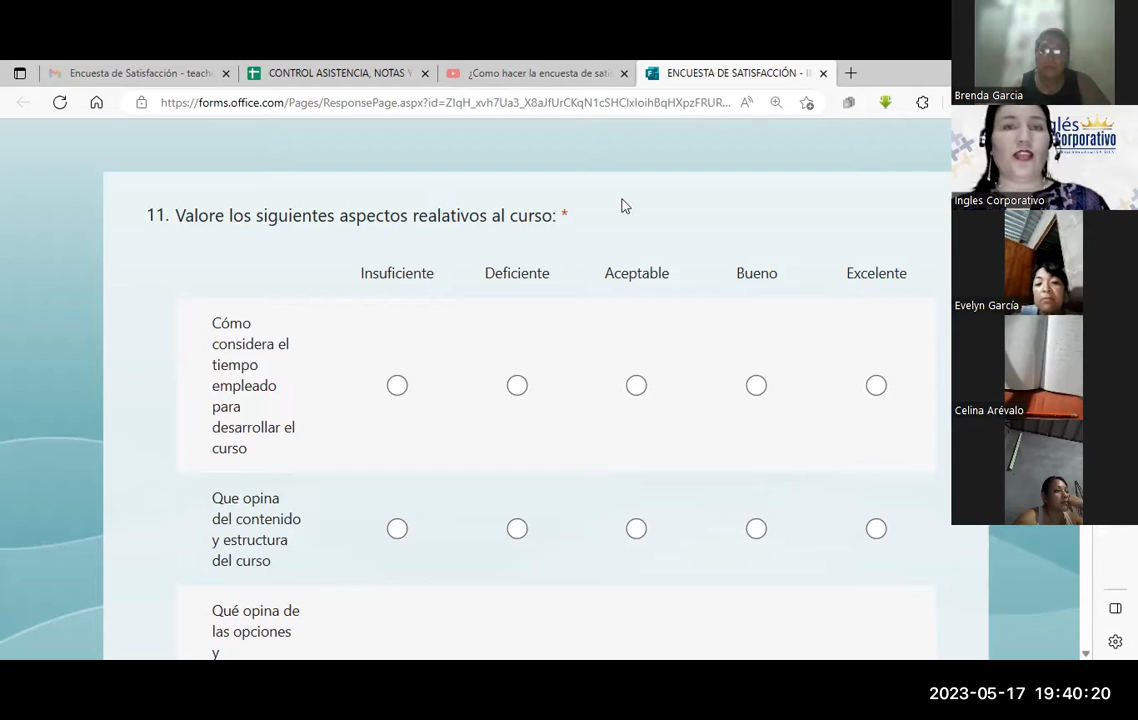 Encuesta de Satisfacción - teach
CONTROL ASISTENCIA, NOTAS Y
¿Como hacer la encuesta de sati
ENCUESTA DE SATISFACCIÓN - I
https://forms.office.com/Pages/ResponsePage.aspx?id=ZIqH_xvh7Ua3_X8aJfUrCKqN1cSHClxIoihBqHXpzFRUR...
11. Valore los siguientes aspectos realativos al curso: *
Insuficiente Deficiente Aceptable Bueno Excelente
Cómo
considera el
tiempo
empleado
para
desarrollar el
curso
Que opina
del contenido
y estructura
del curso
Qué opina de
las opciones
y
Brenda Garcia
glés
Corporativo
Ingles Corporativo
Evelyn García
Celina Arévalo
2023-05-17 19:40:20